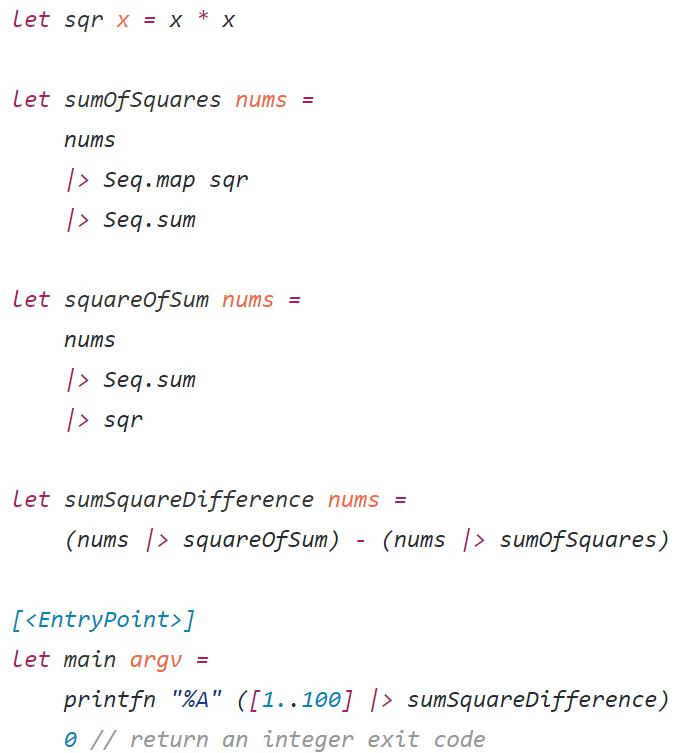 let sqr x = x * x
let sumOfSquares nums =
    nums
    |> Seq.map sqr
    |> Seq.sum
let squareOfSum nums =
    nums
    |> Seq.sum
    |> sqr
let sumSquareDifference nums =
    (nums |> squareOfSum) - (nums |> sumOfSquares)
[<EntryPoint>]
let main argv =
    printfn "%A" ([1..100] |> sumSquareDifference)
    0 // return an integer exit code